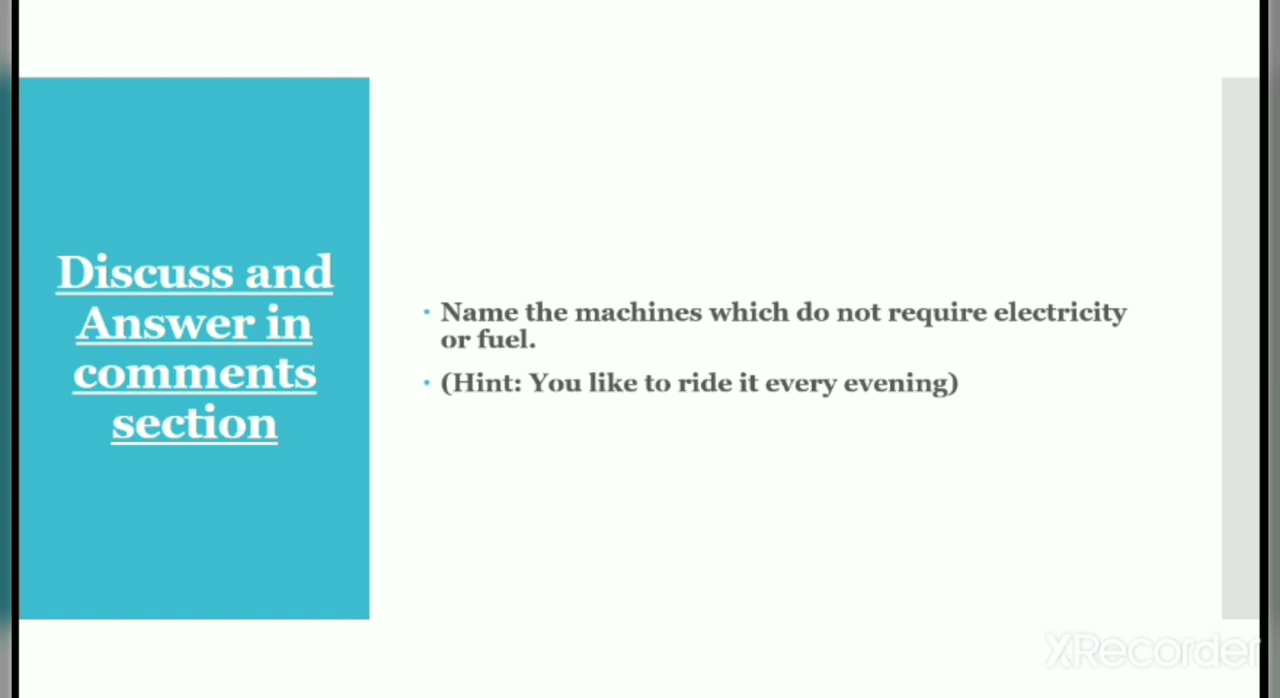 Discuss and
Answer in
comments
section
• Name the machines which do not require electricity
or fuel.
• (Hint: You like to ride it every evening)
XRecorder